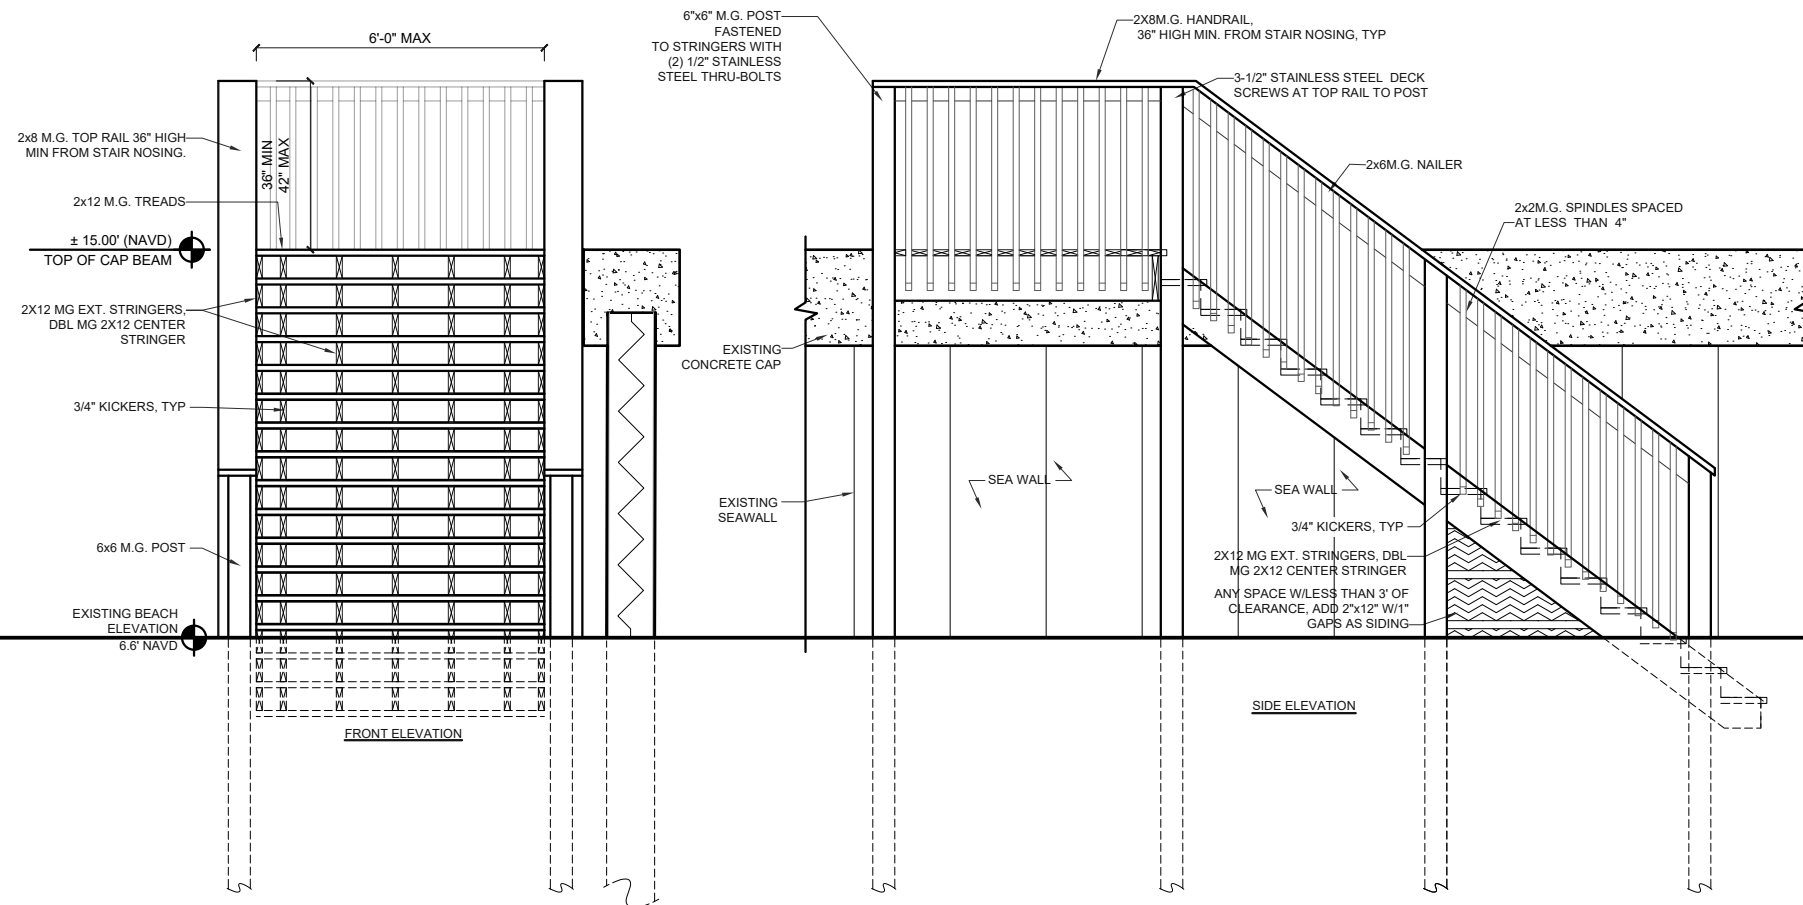 6'-0" MAX
2x8 M.G. TOP RAIL 36" HIGH
MIN FROM STAIR NOSING.
36" MIN
42" MAX
2x12 M.G. TREADS
± 15.00' (NAVD)
TOP OF CAP BEAM
2X12 MG EXT. STRINGERS,
DBL MG 2X12 CENTER
STRINGER
3/4" KICKERS, TYP
6x6 M.G. POST
EXISTING BEACH
ELEVATION
6.6' NAVD
FRONT ELEVATION
6"x6" M.G. POST
FASTENED
TO STRINGERS WITH
(2) 1/2" STAINLESS
STEEL THRU-BOLTS
2X8M.G. HANDRAIL,
36" HIGH MIN. FROM STAIR NOSING, TYP
3-1/2" STAINLESS STEEL DECK
SCREWS AT TOP RAIL TO POST
2x6M.G. NAILER
2x2M.G. SPINDLES SPACED
AT LESS THAN 4"
EXISTING
CONCRETE CAP
EXISTING
SEAWALL
SEA WALL
SEA WALL
3/4" KICKERS, TYP
2X12 MG EXT. STRINGERS, DBL
MG 2X12 CENTER STRINGER
ANY SPACE W/LESS THAN 3' OF
CLEARANCE, ADD 2"x12" W/1"
GAPS AS SIDING
SIDE ELEVATION